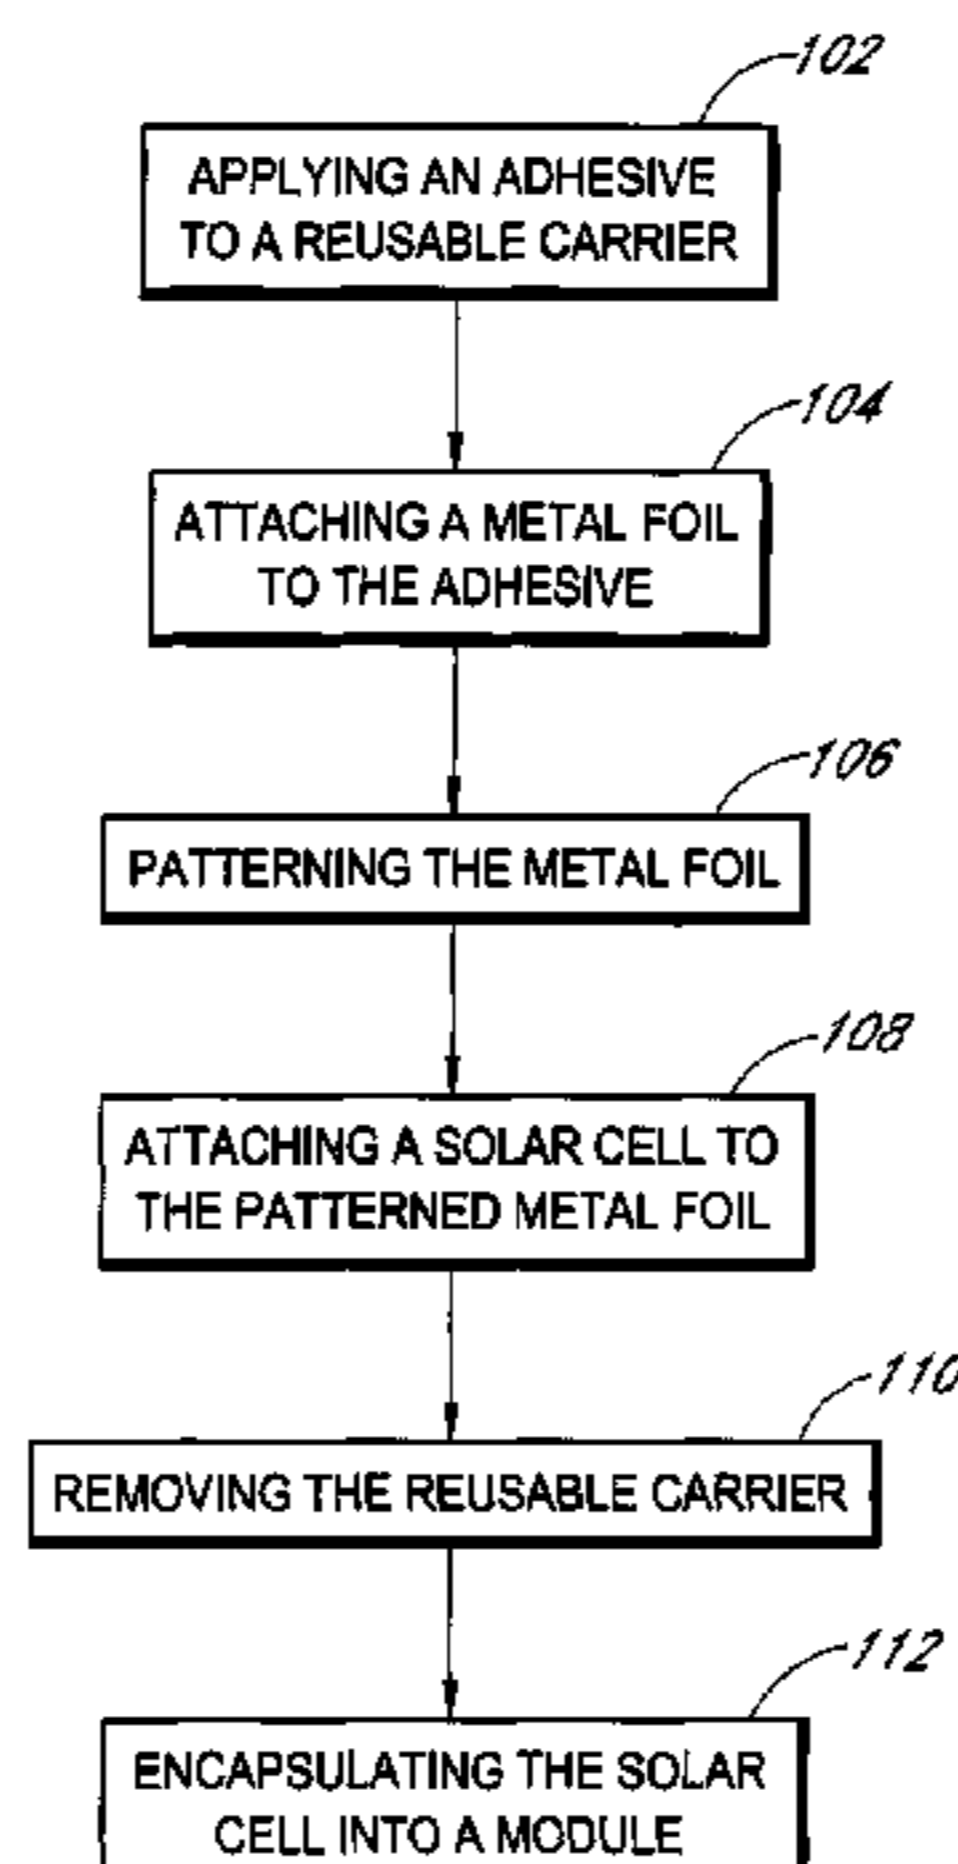 102
APPLYING AN ADHESIVE
TO A REUSABLE CARRIER
104
ATTACHING A METAL FOIL
TO THE ADHESIVE
106
PATTERNING THE METAL FOIL
108
ATTACHING A SOLAR CELL TO
THE PATTERNED METAL FOIL
110
REMOVING THE REUSABLE CARRIER
112
ENCAPSULATING THE SOLAR
CELL INTO A MODULE